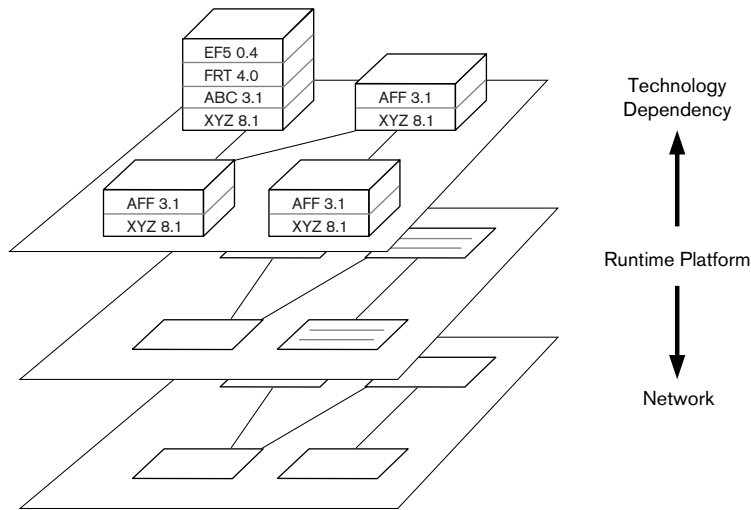 EF5 0.4
FRT 4.0
ABC 3.1
XYZ 8.1
AFF 3.1
XYZ 8.1
AFF 3.1
XYZ 8.1
AFF 3.1
XYZ 8.1
Technology
Dependency
Runtime Platform
Network